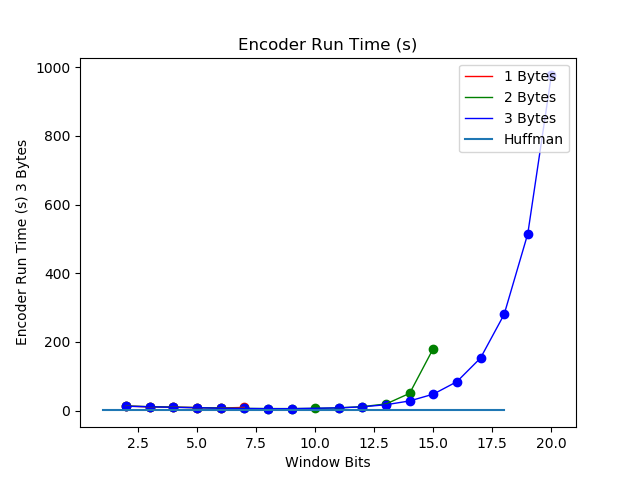 Encoder Run Time (s)
1 Bytes
2 Bytes
3 Bytes
Huffman
Encoder Run Time (s) 3 Bytes
1000
800
600
400
200
0
2.5 5.0 7.5 10.0 12.5 15.0 17.5 20.0
Window Bits